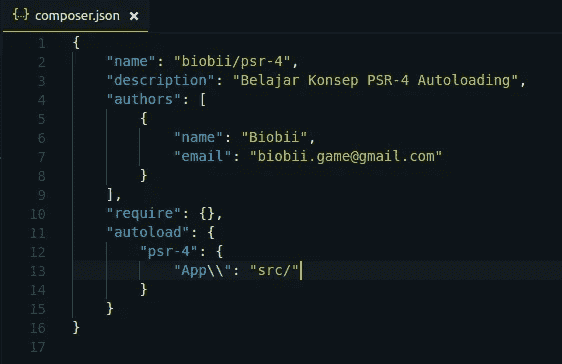 {··} composer.json ×
1 {
2 "name": "biobii/psr-4",
3 "description": "Belajar Konsep PSR-4 Autoloading",
4 "authors": [
5 {
6 "name": "Biobii",
7 "email": "biobii.game@gmail.com"
8 }
9 ],
10 "require": {},
11 "autoload": {
12 "psr-4": {
13 "App\\": "src/"
14 }
15 }
16 }
17